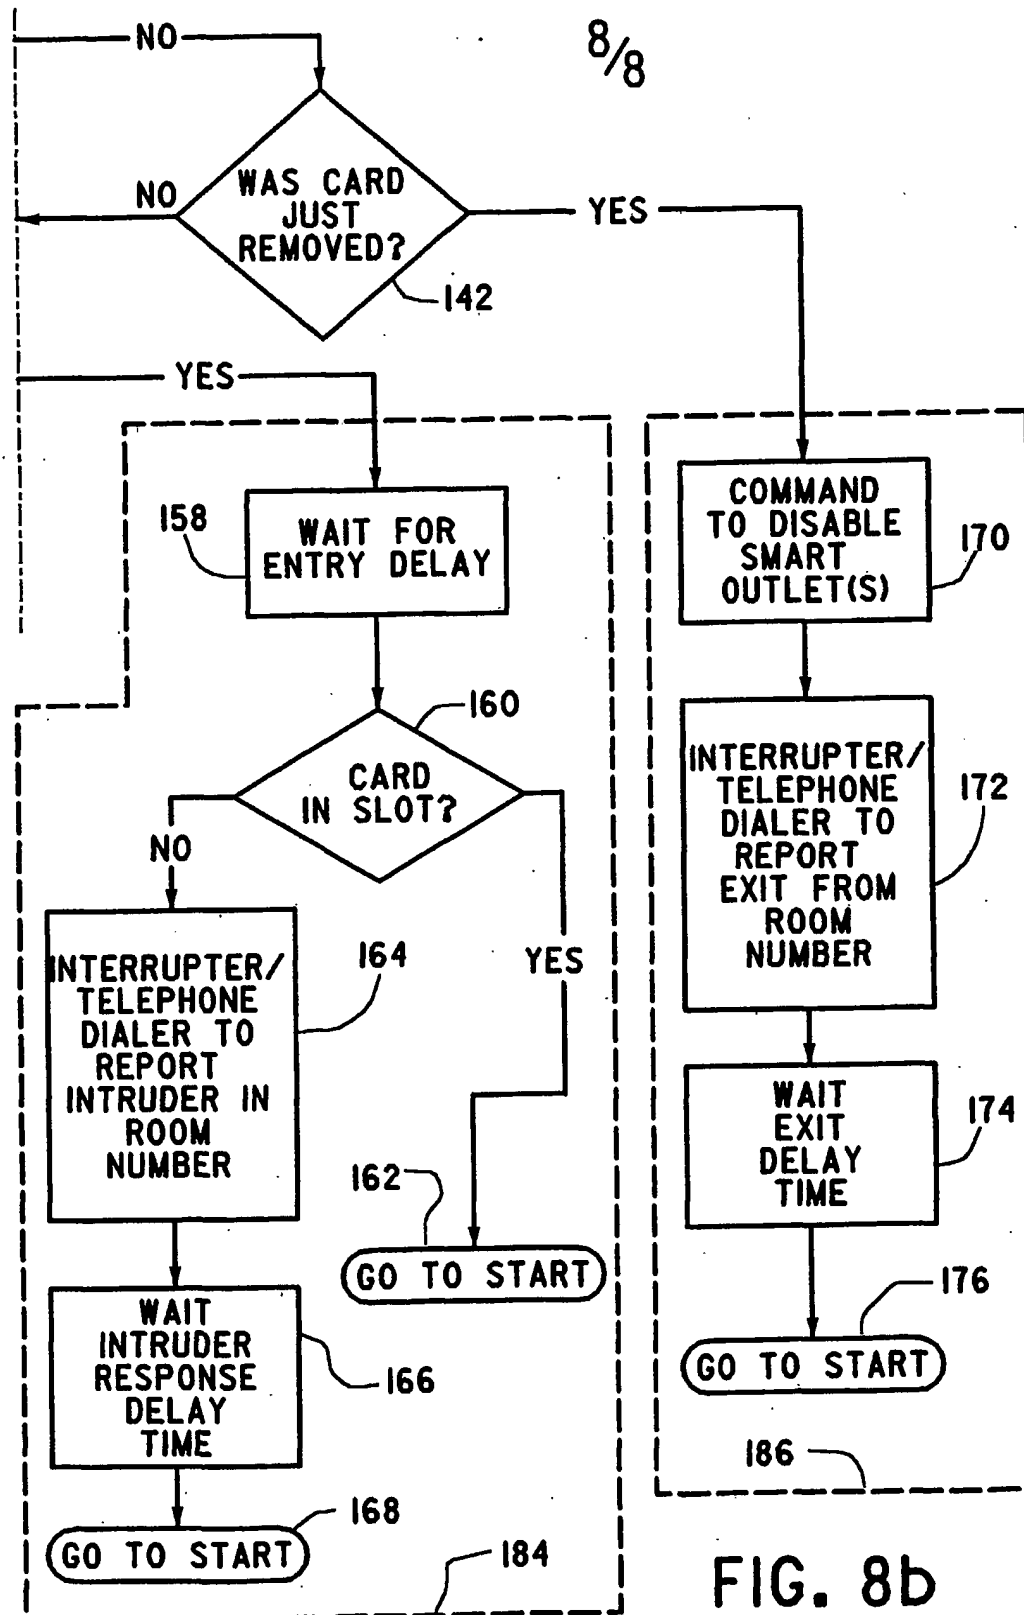 8/8
NO
WAS CARD
JUST
REMOVED?
NO
YES
142
YES
158
WAIT FOR
ENTRY DELAY
160
CARD
IN SLOT?
NO
YES
164
INTERRUPTER/
TELEPHONE
DIALER TO
REPORT
INTRUDER IN
ROOM
NUMBER
162
GO TO START
WAIT
INTRUDER
RESPONSE
DELAY
TIME
166
168
GO TO START
184
COMMAND
TO DISABLE
SMART
OUTLET(S)
170
INTERRUPTER/
TELEPHONE
DIALER TO
REPORT
EXIT FROM
ROOM
NUMBER
172
WAIT
EXIT
DELAY
TIME
174
176
GO TO START
186
FIG. 8b